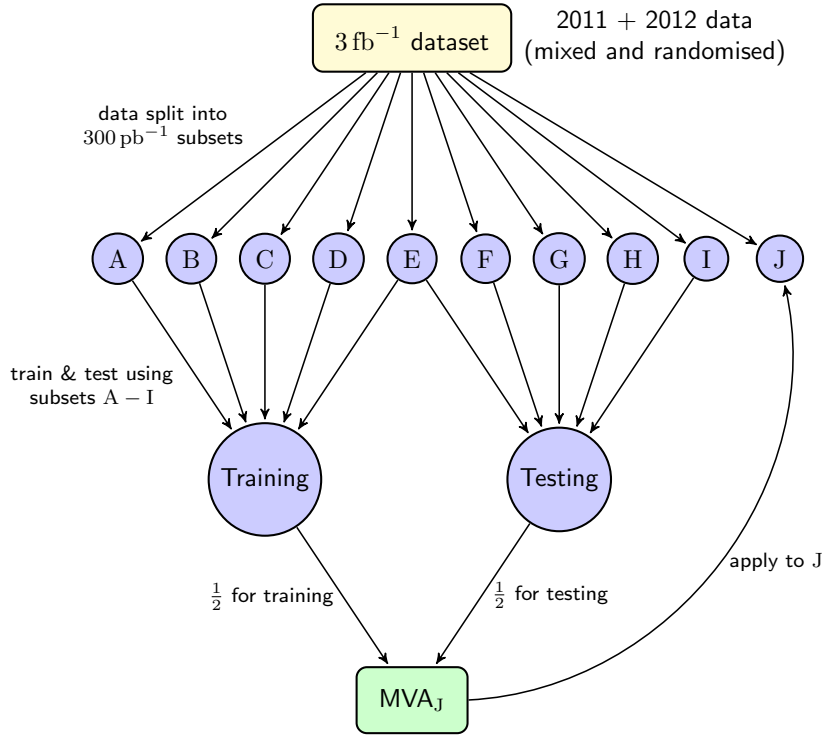 3 fb⁻¹ dataset
2011 + 2012 data
(mixed and randomised)
data split into
300 pb⁻¹ subsets
A B C D E F G H I J
train & test using
subsets A − I
Training
Testing
apply to J
½ for training
½ for testing
MVA_J